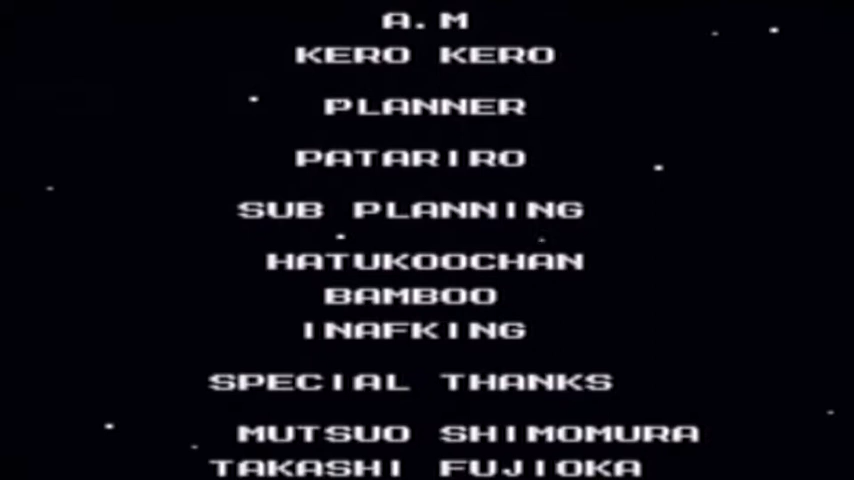 A.M
KERO KERO
PLANNER
PATARIRO
SUB PLANNING
HATUKOOCHAN
BAMBOO
INAFKING
SPECIAL THANKS
MUTSUO SHIMOMURA
TAKASHI FUJIOKA